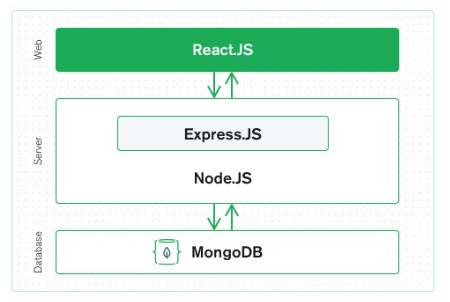 Web
React.JS
Server
Express.JS
Node.JS
Database
MongoDB